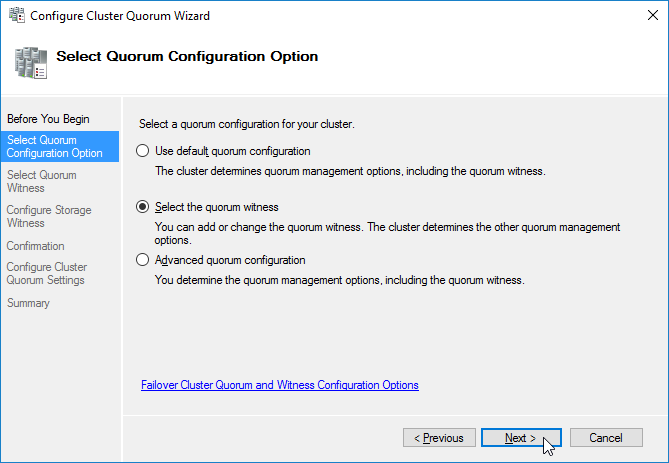 Configure Cluster Quorum Wizard
Select Quorum Configuration Option
Before You Begin
Select Quorum
Configuration Option
Select Quorum
Witness
Configure Storage
Witness
Confirmation
Configure Cluster
Quorum Settings
Summary
Select a quorum configuration for your cluster.
Use default quorum configuration
The cluster determines quorum management options, including the quorum witness.
Select the quorum witness
You can add or change the quorum witness. The cluster determines the other quorum management
options.
Advanced quorum configuration
You determine the quorum management options, including the quorum witness.
Failover Cluster Quorum and Witness Configuration Options
< Previous
Next >
Cancel